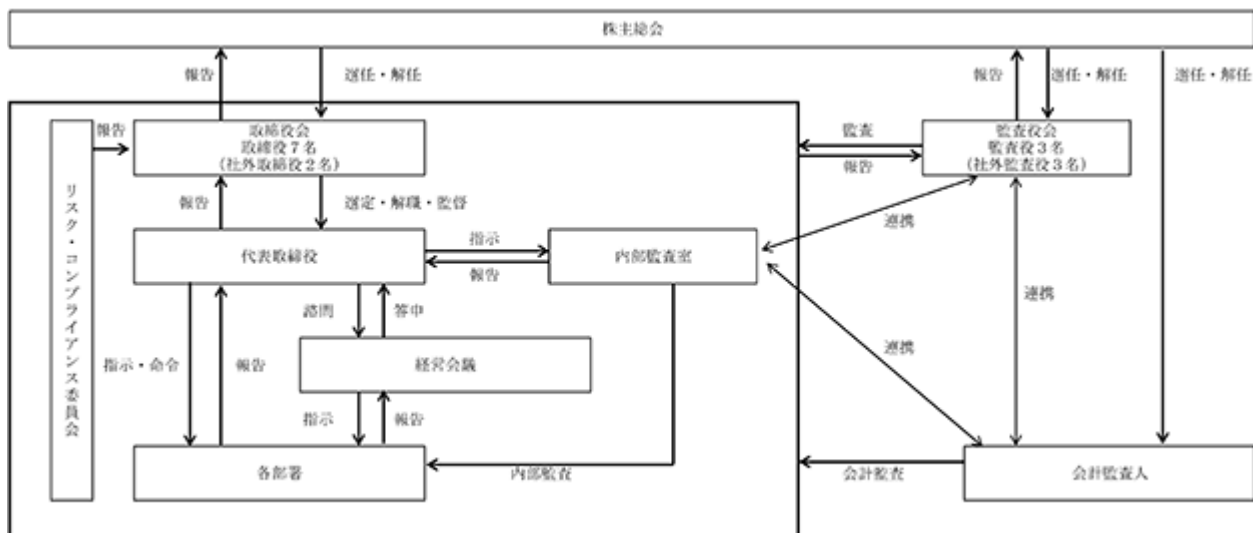 株主総会
報告
選任・解任
報告
選任・解任
選任・解任
報告
取締役会
取締役7名
(社外取締役2名)
監査
報告
監査役会
監査役3名
(社外監査役3名)
リスク・コンプライアンス委員会
報告
選定・解職・監督
連携
代表取締役
指示
報告
内部監査室
諮問
答申
連携
指示・命令
報告
経営会議
連携
指示
報告
各部署
内部監査
会計監査
会計監査人